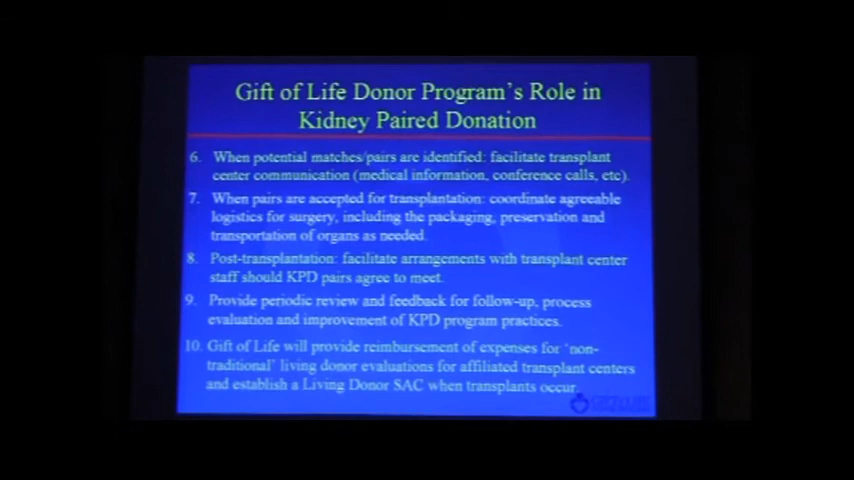 Gift of Life Donor Program's Role in
Kidney Paired Donation
6. When potential matches/pairs are identified: facilitate transplant
center communication (medical information, conference calls, etc).
7. When pairs are accepted for transplantation: coordinate agreeable
logistics for surgery, including the packaging, preservation and
transportation of organs as needed.
8. Post-transplantation: facilitate arrangements with transplant center
staff should KPD pairs agree to meet.
9. Provide periodic review and feedback for follow-up, process
evaluation and improvement of KPD program practices.
10. Gift of Life will provide reimbursement of expenses for 'non-
traditional' living donor evaluations for affiliated transplant centers
and establish a Living Donor SAC when transplants occur.